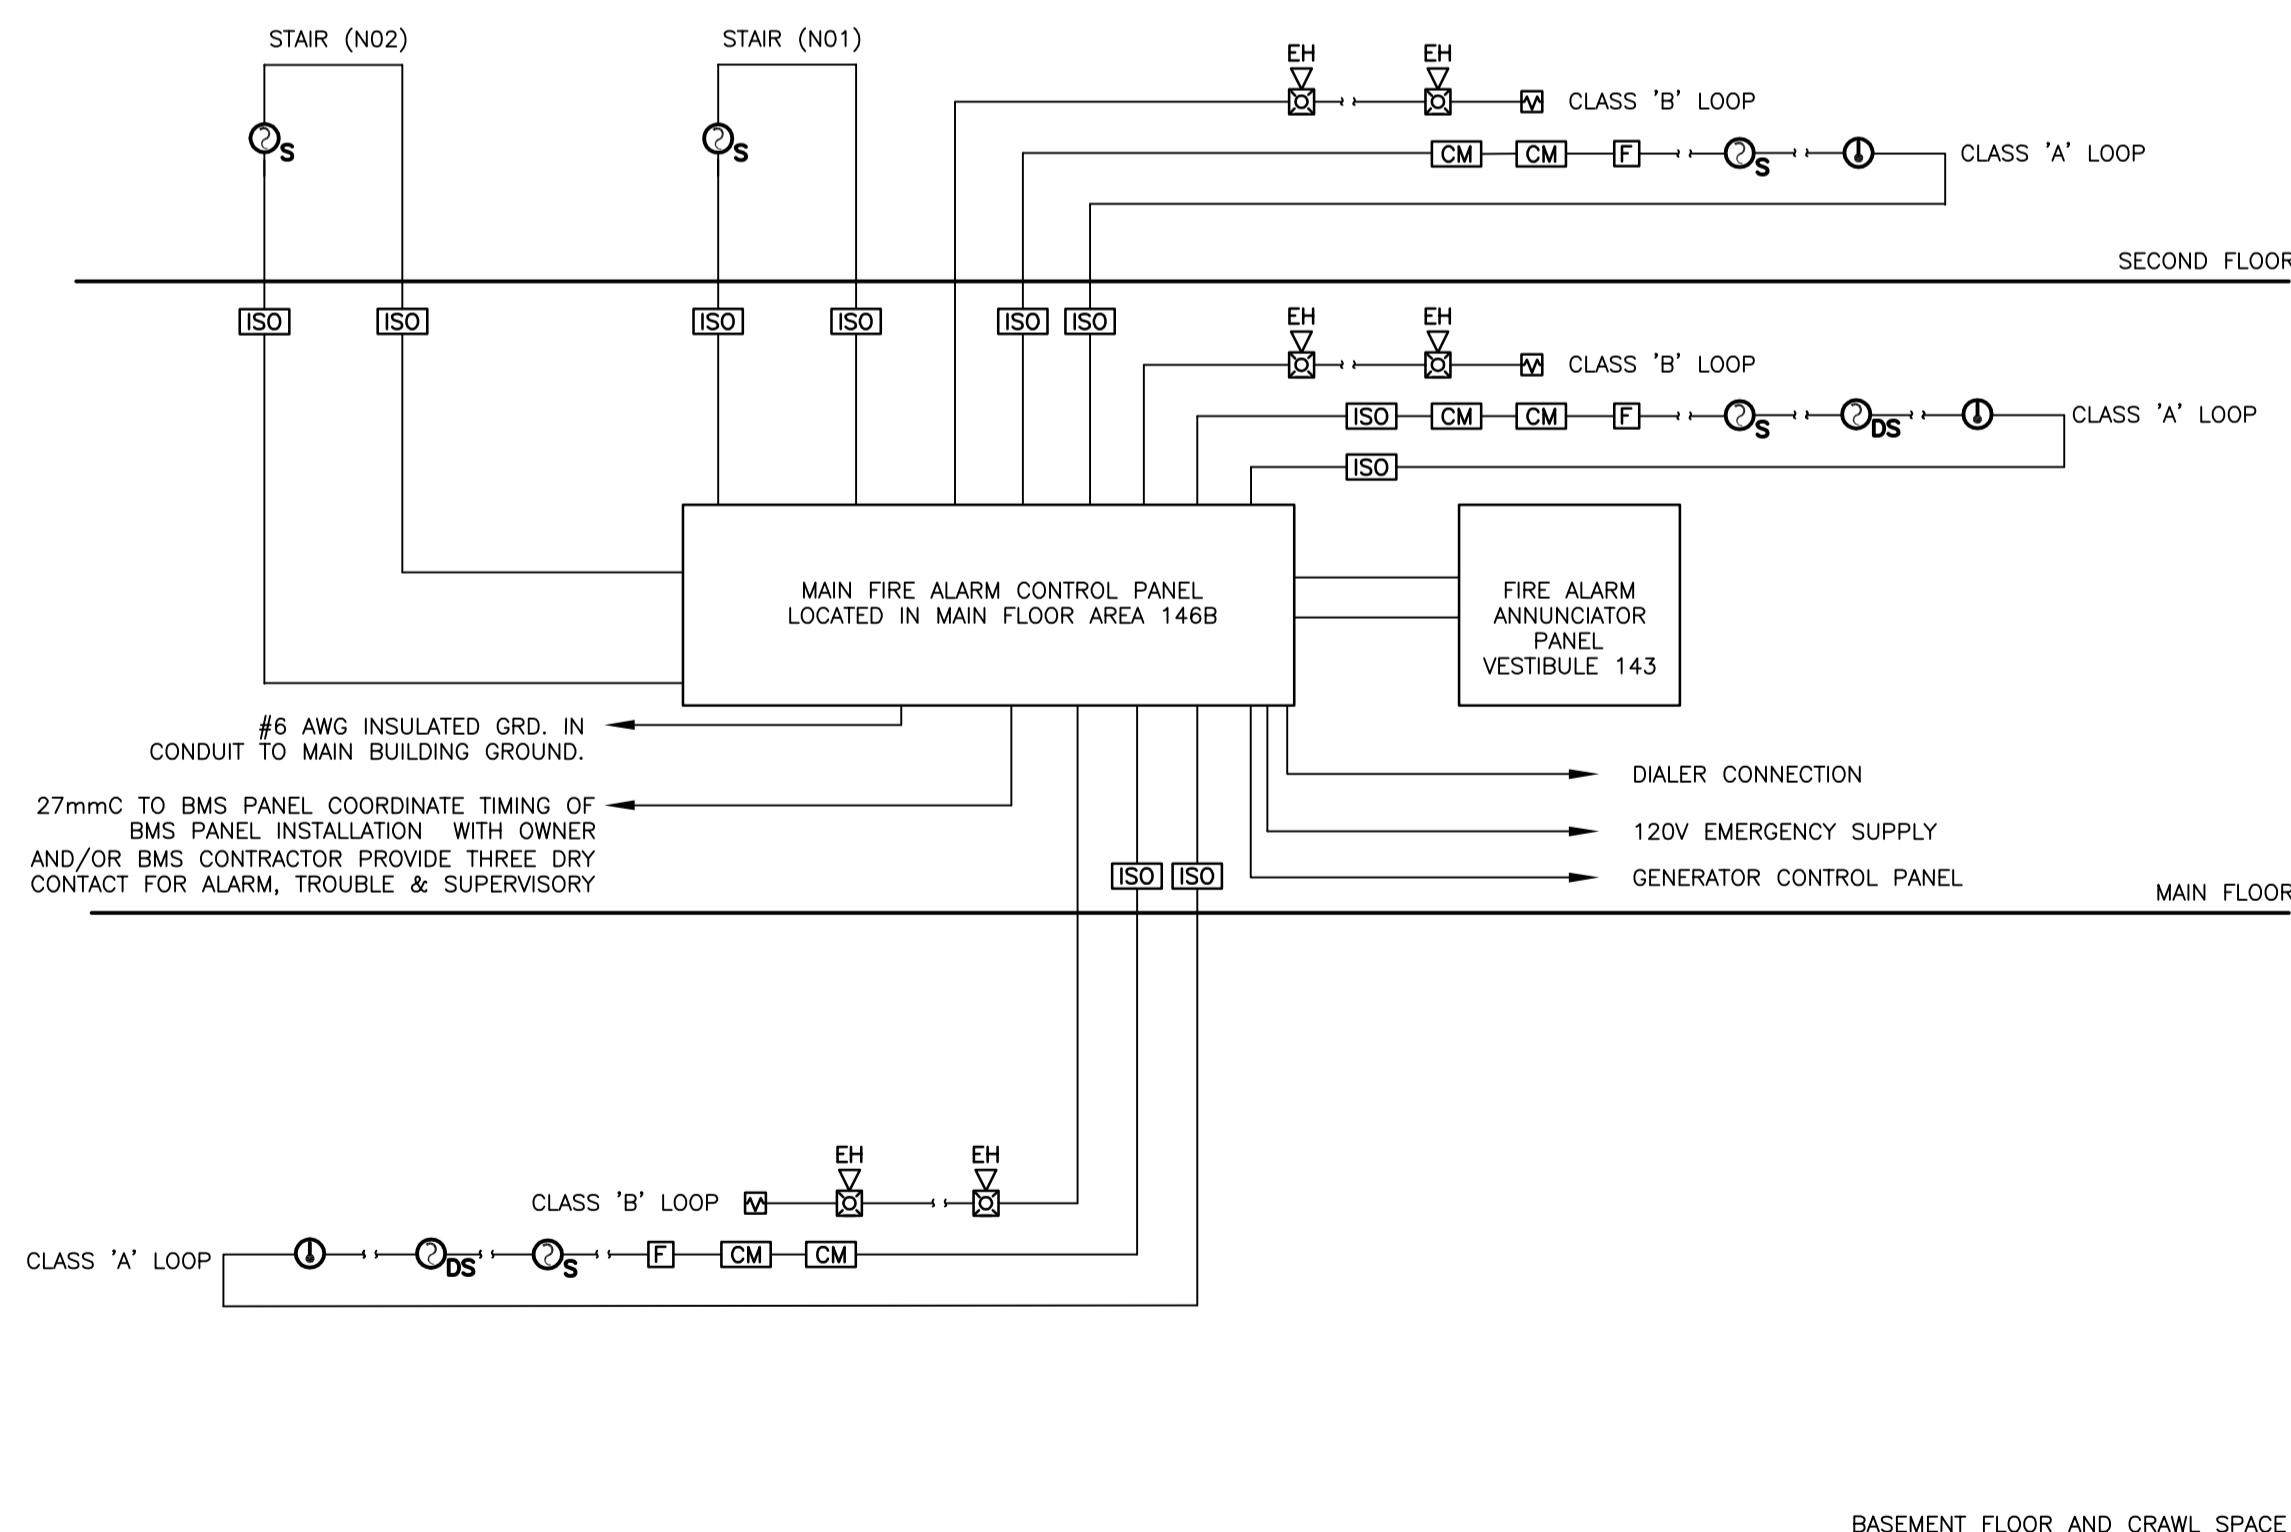 STAIR (N02)
STAIR (N01)
EH EH
CLASS 'B' LOOP
S
S
CM CM F S
CLASS 'A' LOOP
SECOND FLOOR
ISO ISO ISO ISO ISO ISO
EH EH
CLASS 'B' LOOP
ISO CM CM F S DS
CLASS 'A' LOOP
ISO
MAIN FIRE ALARM CONTROL PANEL
LOCATED IN MAIN FLOOR AREA 146B
FIRE ALARM
ANNUNCIATOR
PANEL
VESTIBULE 143
#6 AWG INSULATED GRD. IN
CONDUIT TO MAIN BUILDING GROUND.
27mmC TO BMS PANEL COORDINATE TIMING OF
BMS PANEL INSTALLATION WITH OWNER
AND/OR BMS CONTRACTOR PROVIDE THREE DRY
CONTACT FOR ALARM, TROUBLE & SUPERVISORY
DIALER CONNECTION
120V EMERGENCY SUPPLY
GENERATOR CONTROL PANEL
ISO ISO
MAIN FLOOR
EH EH
CLASS 'B' LOOP
CLASS 'A' LOOP
DS S F CM CM
BASEMENT FLOOR AND CRAWL SPACE